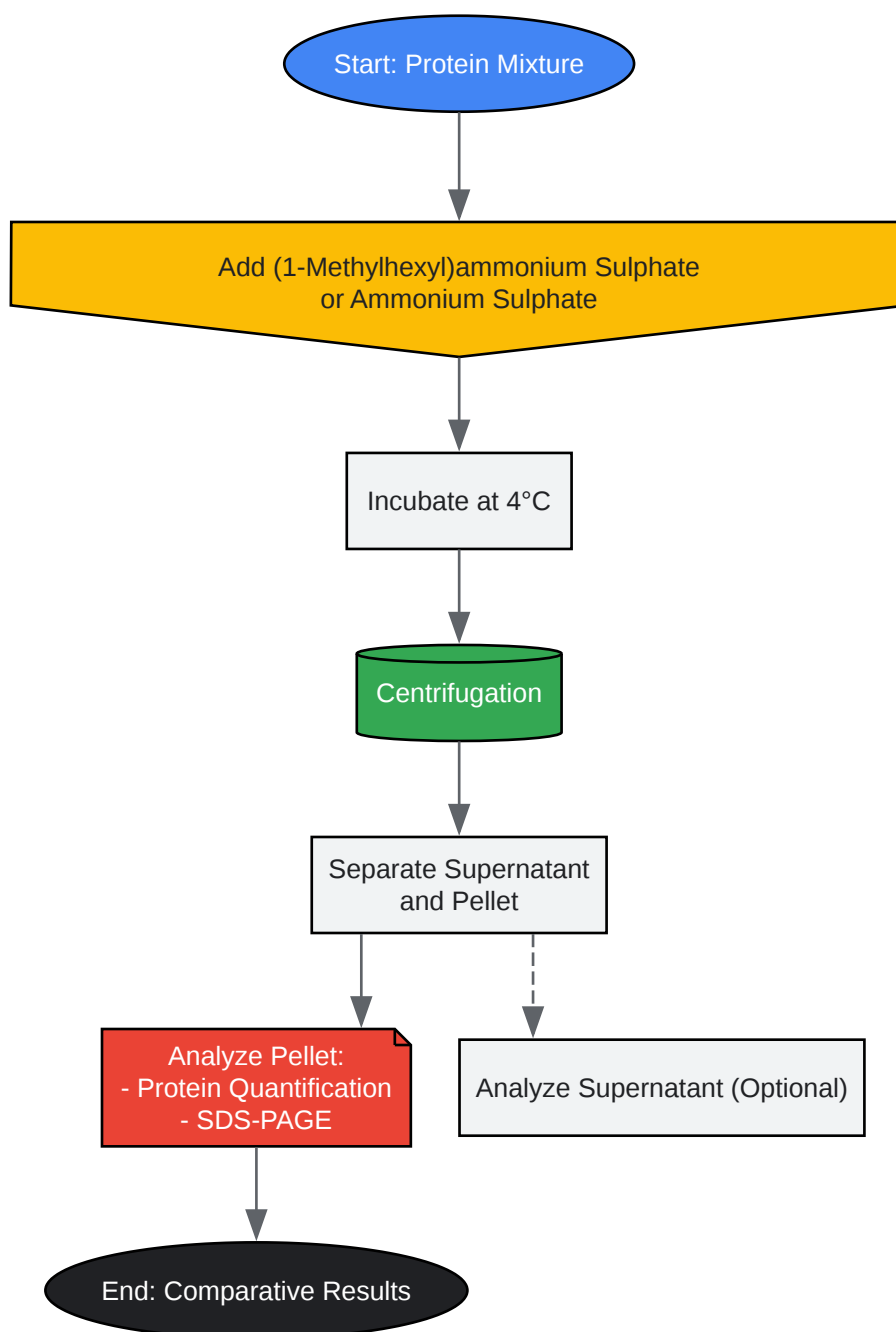 Start: Protein Mixture
Add (1-Methylhexyl)ammonium Sulphate
or Ammonium Sulphate
Incubate at 4°C
Centrifugation
Separate Supernatant
and Pellet
Analyze Pellet:
- Protein Quantification
- SDS-PAGE
Analyze Supernatant (Optional)
End: Comparative Results